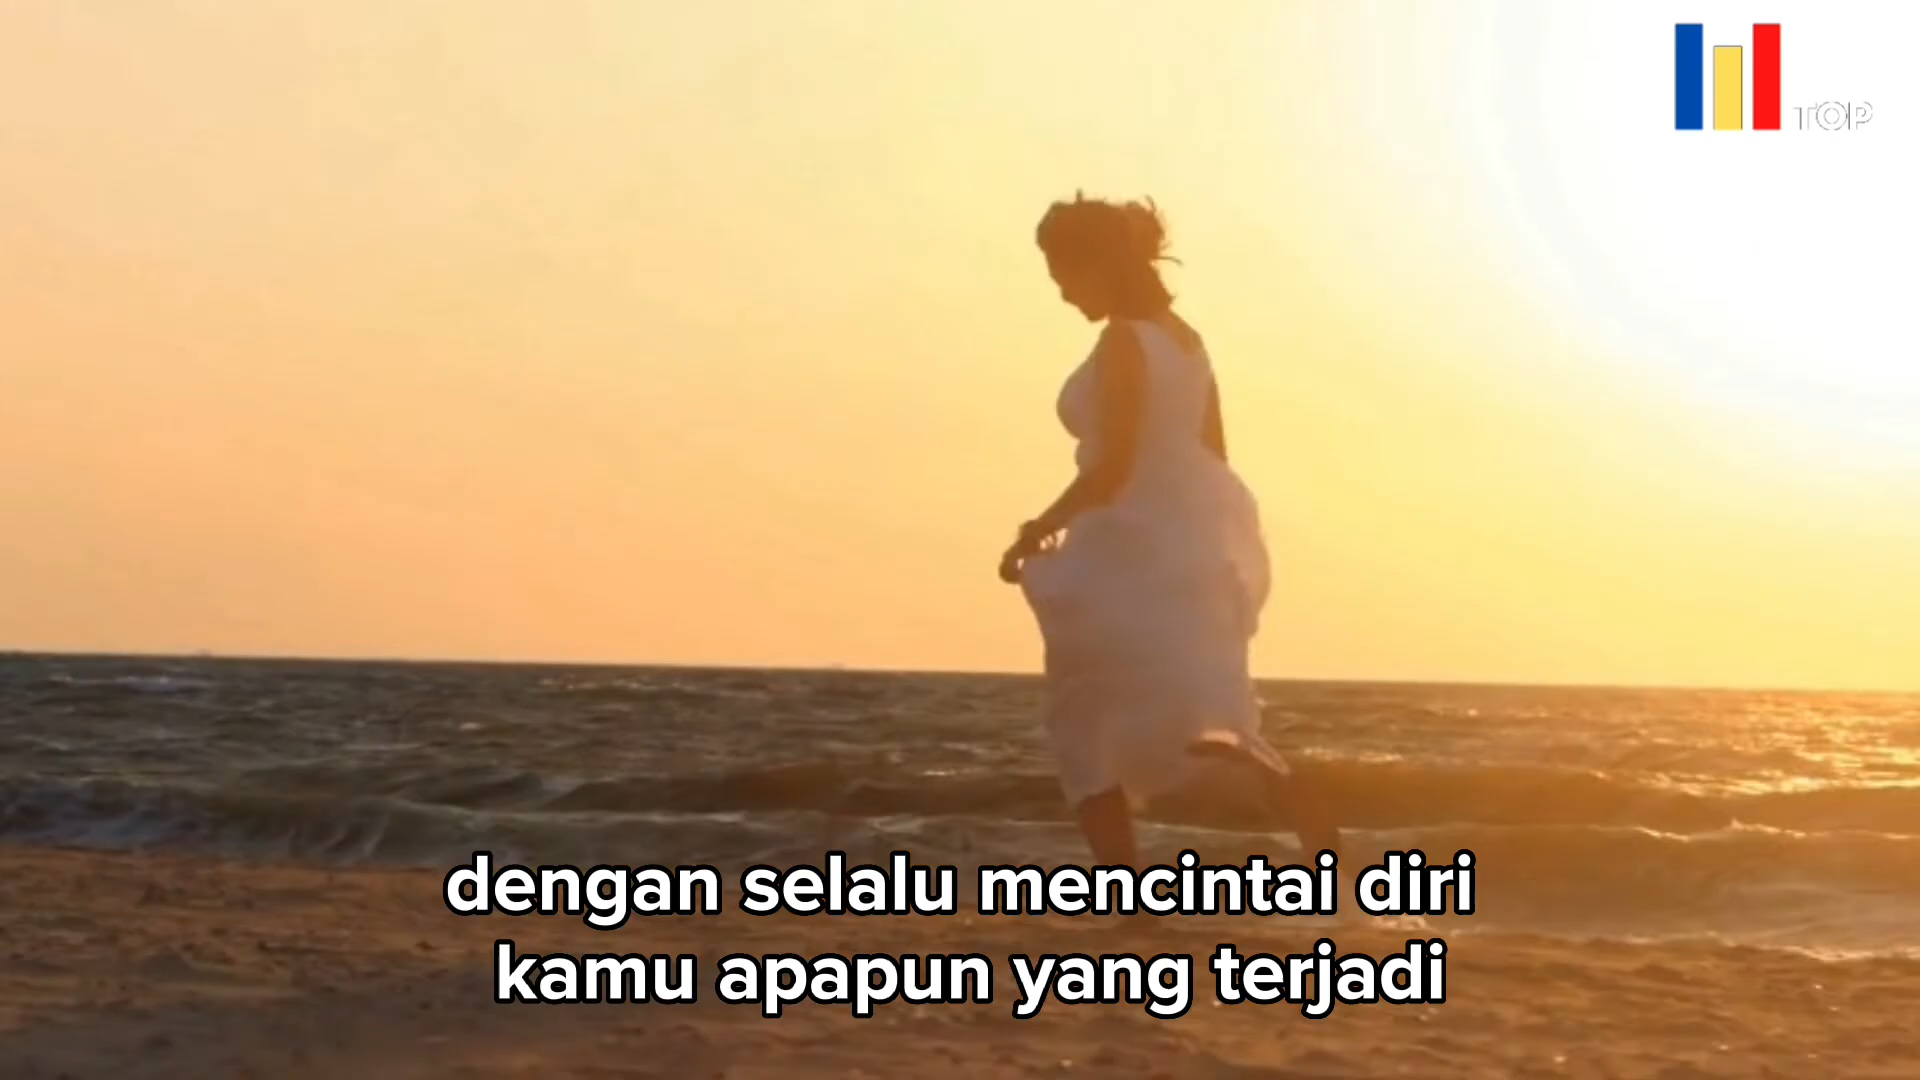 TOP
dengan selalu mencintai diri
kamu apapun yang terjadi